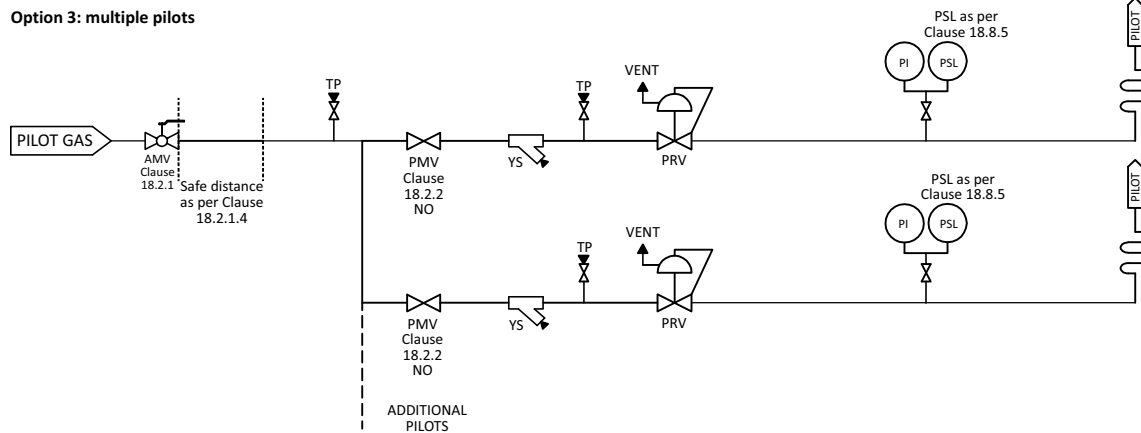 Option 3: multiple pilots
PILOT GAS
AMV
Clause
18.2.1
Safe distance
as per Clause
18.2.1.4
TP
PMV
Clause
18.2.2
NO
YS
TP
VENT
PRV
PSL as per
Clause 18.8.5
PI
PSL
PILOT
PMV
Clause
18.2.2
NO
YS
TP
VENT
PRV
PSL as per
Clause 18.8.5
PI
PSL
PILOT
ADDITIONAL
PILOTS